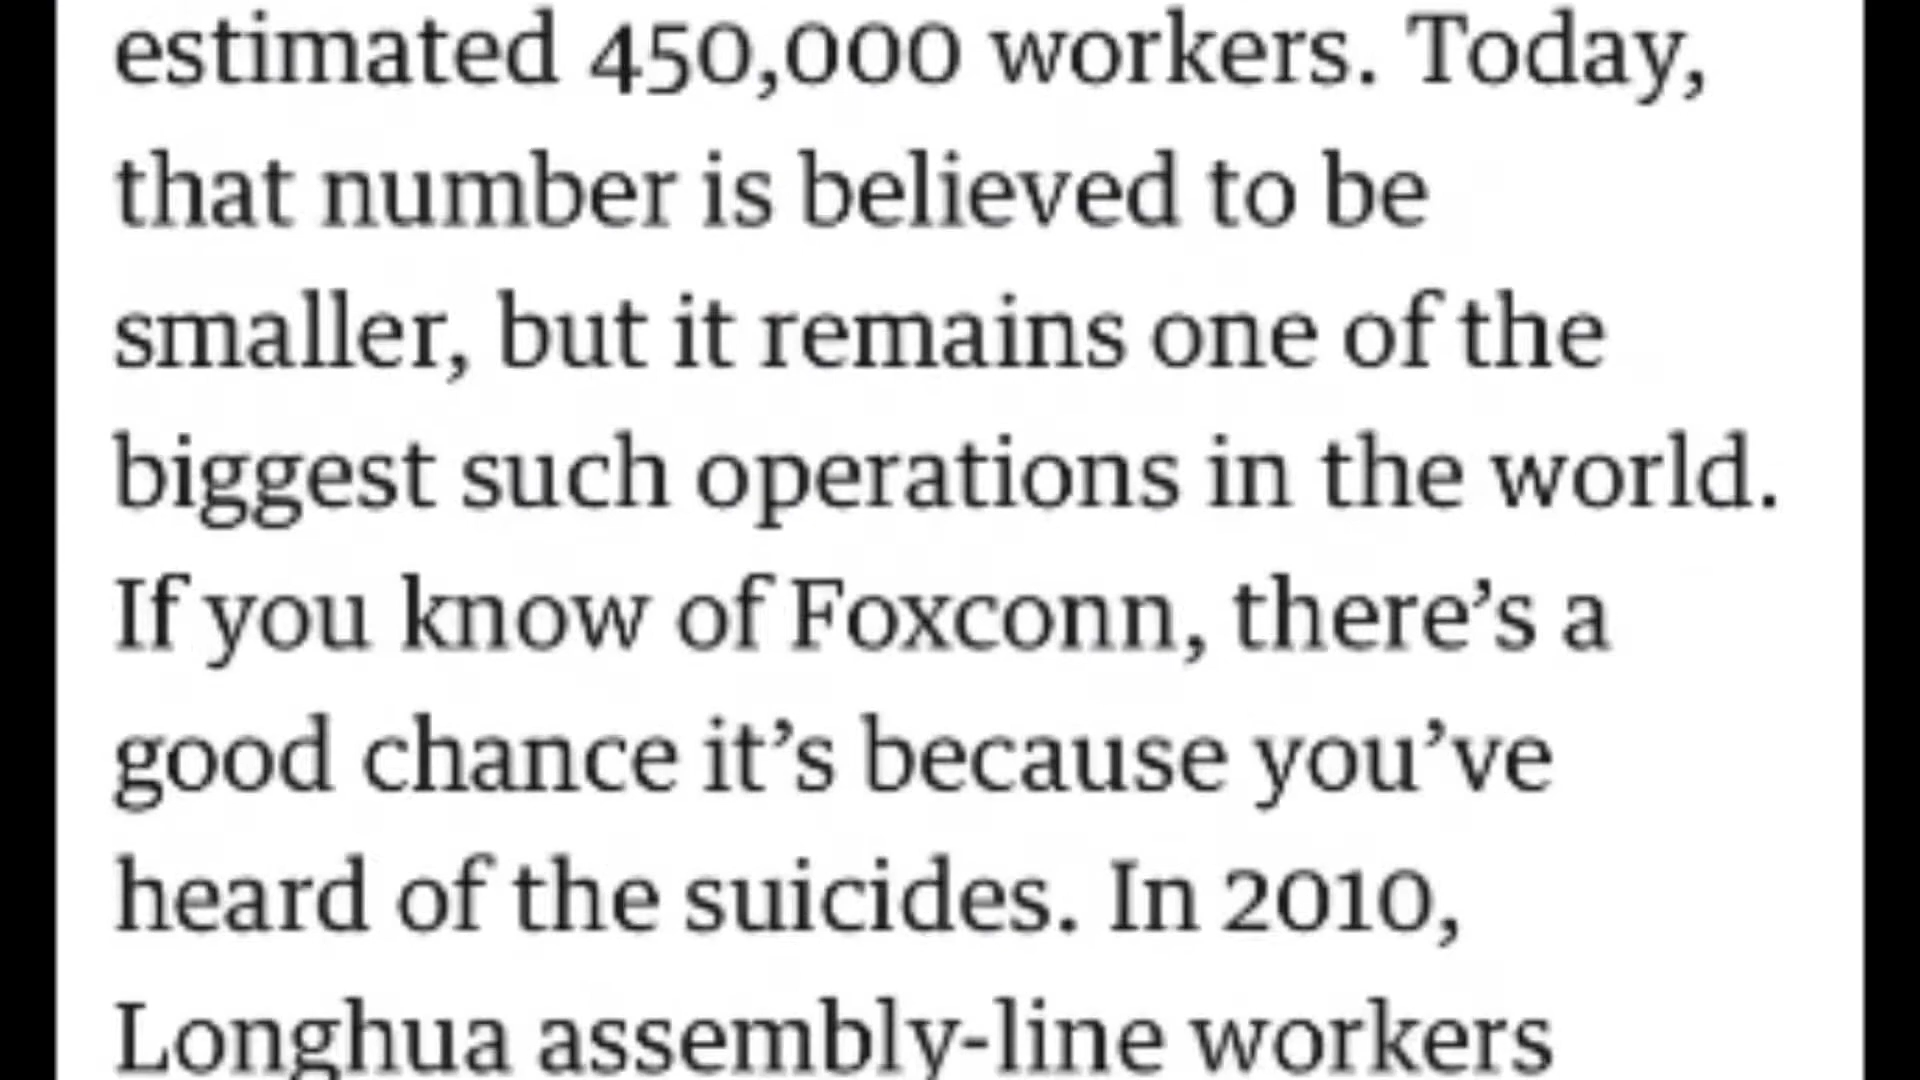 estimated 450,000 workers. Today,
that number is believed to be
smaller, but it remains one of the
biggest such operations in the world.
If you know of Foxconn, there’s a
good chance it’s because you’ve
heard of the suicides. In 2010,
Longhua assembly-line workers